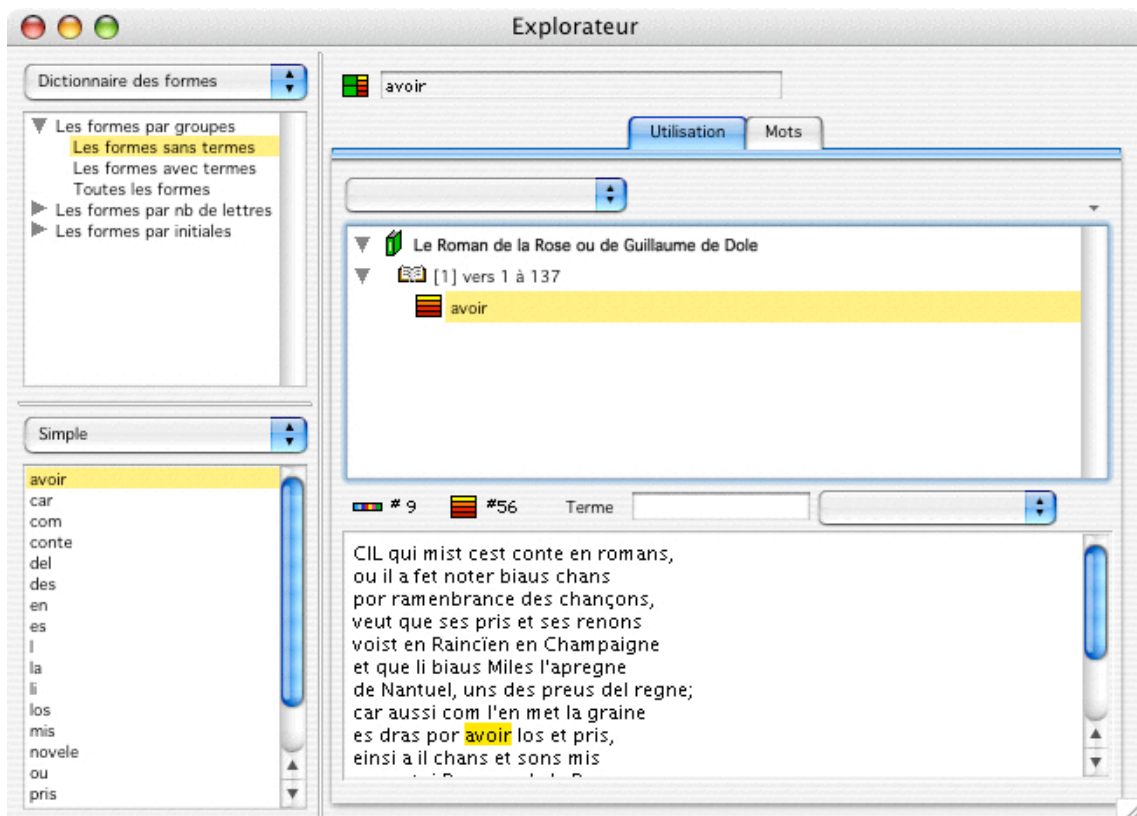 Explorateur
Dictionnaire des formes
Les formes par groupes
Les formes sans termes
Les formes avec termes
Toutes les formes
Les formes par nb de lettres
Les formes par initiales
Simple
avoir
car
com
conte
del
des
en
es
l
la
li
los
mis
novele
ou
pris
avoir
Utilisation
Mots
Le Roman de la Rose ou de Guillaume de Dole
[1] vers 1 à 137
avoir
# 9
#56
Terme
CIL qui mist cest conte en romans,
ou il a fet noter biaus chans
por ramenbrance des chançons,
veut que ses pris et ses renons
voist en Raincïen en Champaigne
et que li biaus Miles l'apregne
de Nantuel, uns des preus del regne;
car aussi com l'en met la graine
es dras por avoir los et pris,
einsi a il chans et sons mis